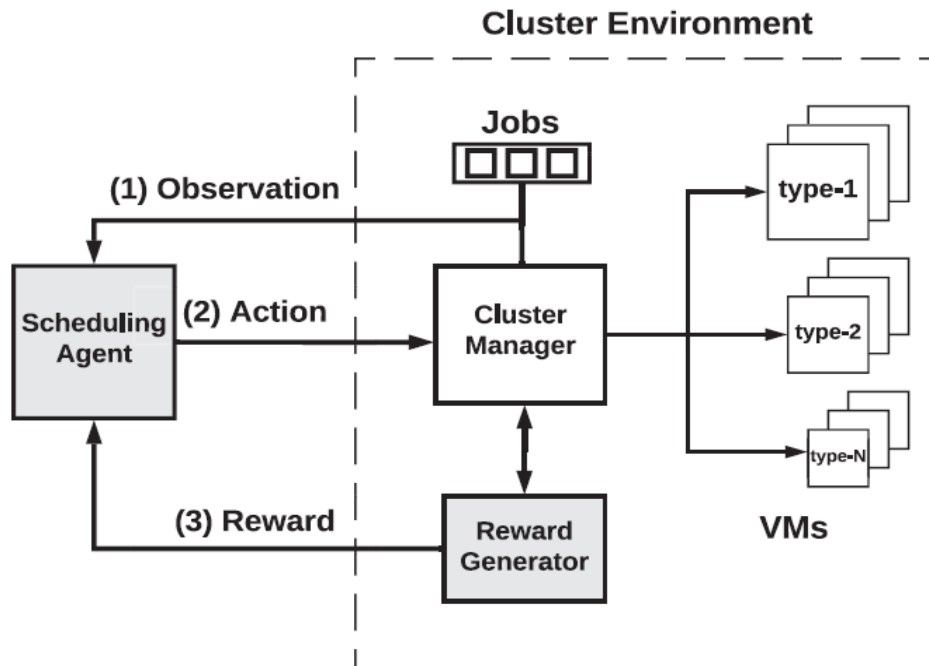 Cluster Environment
Jobs
(1) Observation
type-1
Scheduling
Agent
(2) Action
Cluster
Manager
type-2
type-N
(3) Reward
Reward
Generator
VMs